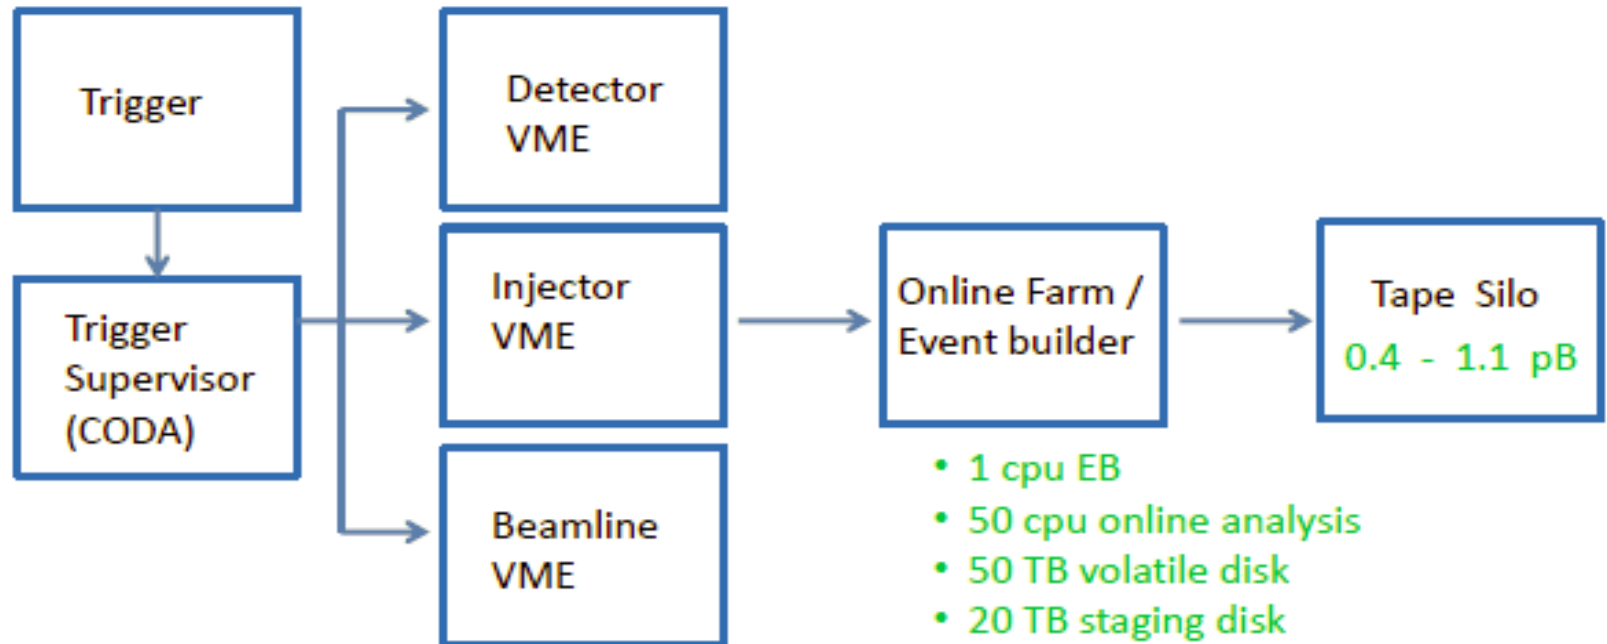 Trigger
Trigger
Supervisor
(CODA)
Detector
VME
Injector
VME
Beamline
VME
Online Farm /
Event builder
• 1 cpu EB
• 50 cpu online analysis
• 50 TB volatile disk
• 20 TB staging disk
Tape Silo
0.4 - 1.1 pB